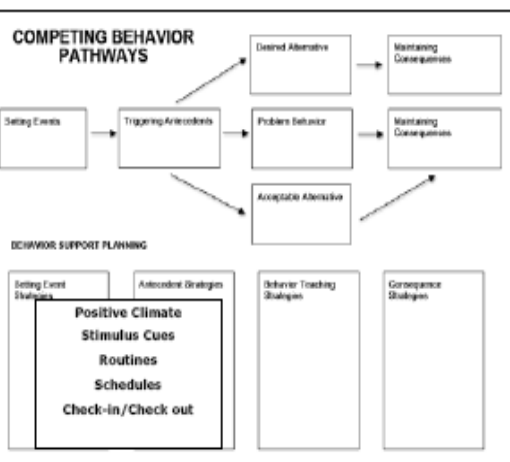 COMPETING BEHAVIOR
PATHWAYS
Desired Alternative
Maintaining
Consequences
Setting Events
Triggering Antecedents
Problem Behavior
Maintaining
Consequences
Acceptable Alternative
BEHAVIOR SUPPORT PLANNING
Setting Event
Strategies
Antecedent Strategies
Behavior Teaching
Strategies
Consequence
Strategies
Positive Climate
Stimulus Cues
Routines
Schedules
Check-in/Check out